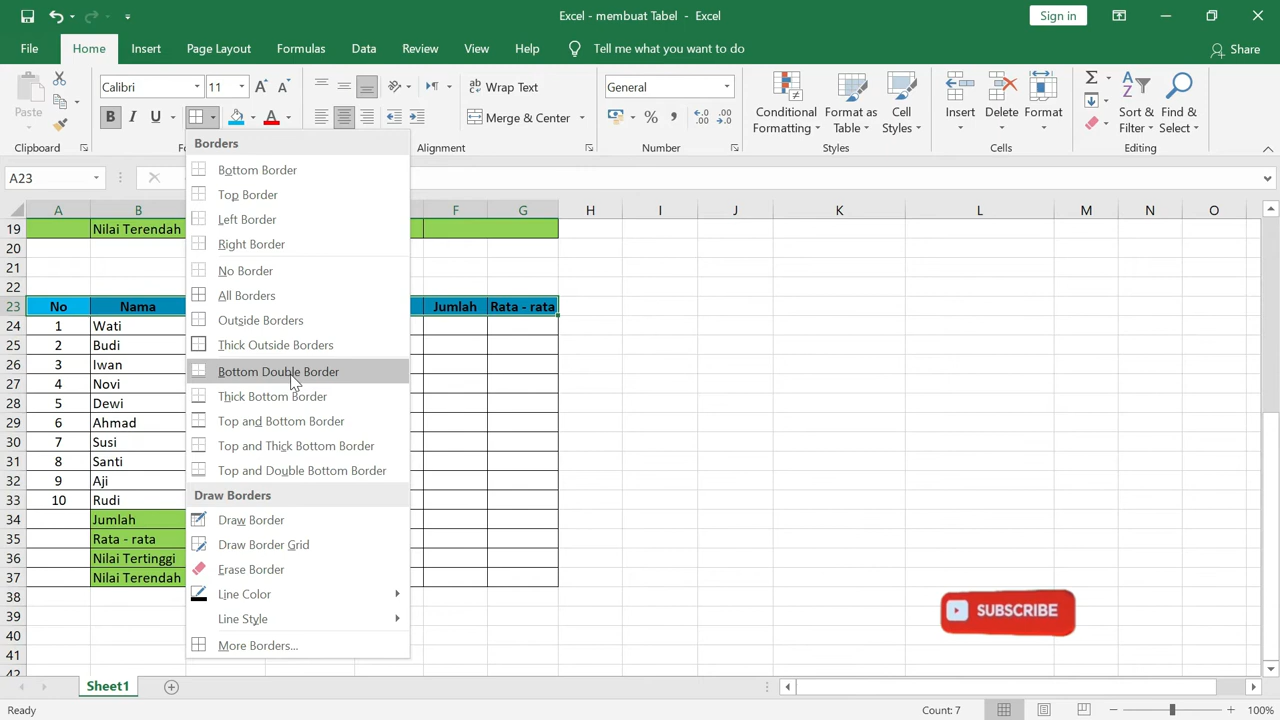 Excel - membuat Tabel - Excel
Sign in
File Home Insert Page Layout Formulas Data Review View Help Tell me what you want to do Share
Paste
Calibri 11
B I U
Wrap Text
Merge & Center
General
Conditional Formatting
Format as Table
Cell Styles
Insert
Delete
Format
Sort & Filter
Find & Select
Clipboard Alignment Number Styles Cells Editing
A23
A B F G H I J K L M N O
Borders
Bottom Border
Top Border
Left Border
Right Border
No Border
All Borders
Outside Borders
Thick Outside Borders
Bottom Double Border
Thick Bottom Border
Top and Bottom Border
Top and Thick Bottom Border
Top and Double Bottom Border
Draw Borders
Draw Border
Draw Border Grid
Erase Border
Line Color
Line Style
More Borders...
19 Nilai Terendah
20
21
22
23 No Nama Jumlah Rata - rata
24 1 Wati
25 2 Budi
26 3 Iwan
27 4 Novi
28 5 Dewi
29 6 Ahmad
30 7 Susi
31 8 Santi
32 9 Aji
33 10 Rudi
34 Jumlah
35 Rata - rata
36 Nilai Tertinggi
37 Nilai Terendah
38
39
40
41
42
SUBSCRIBE
Sheet1
Ready Count: 7 100%